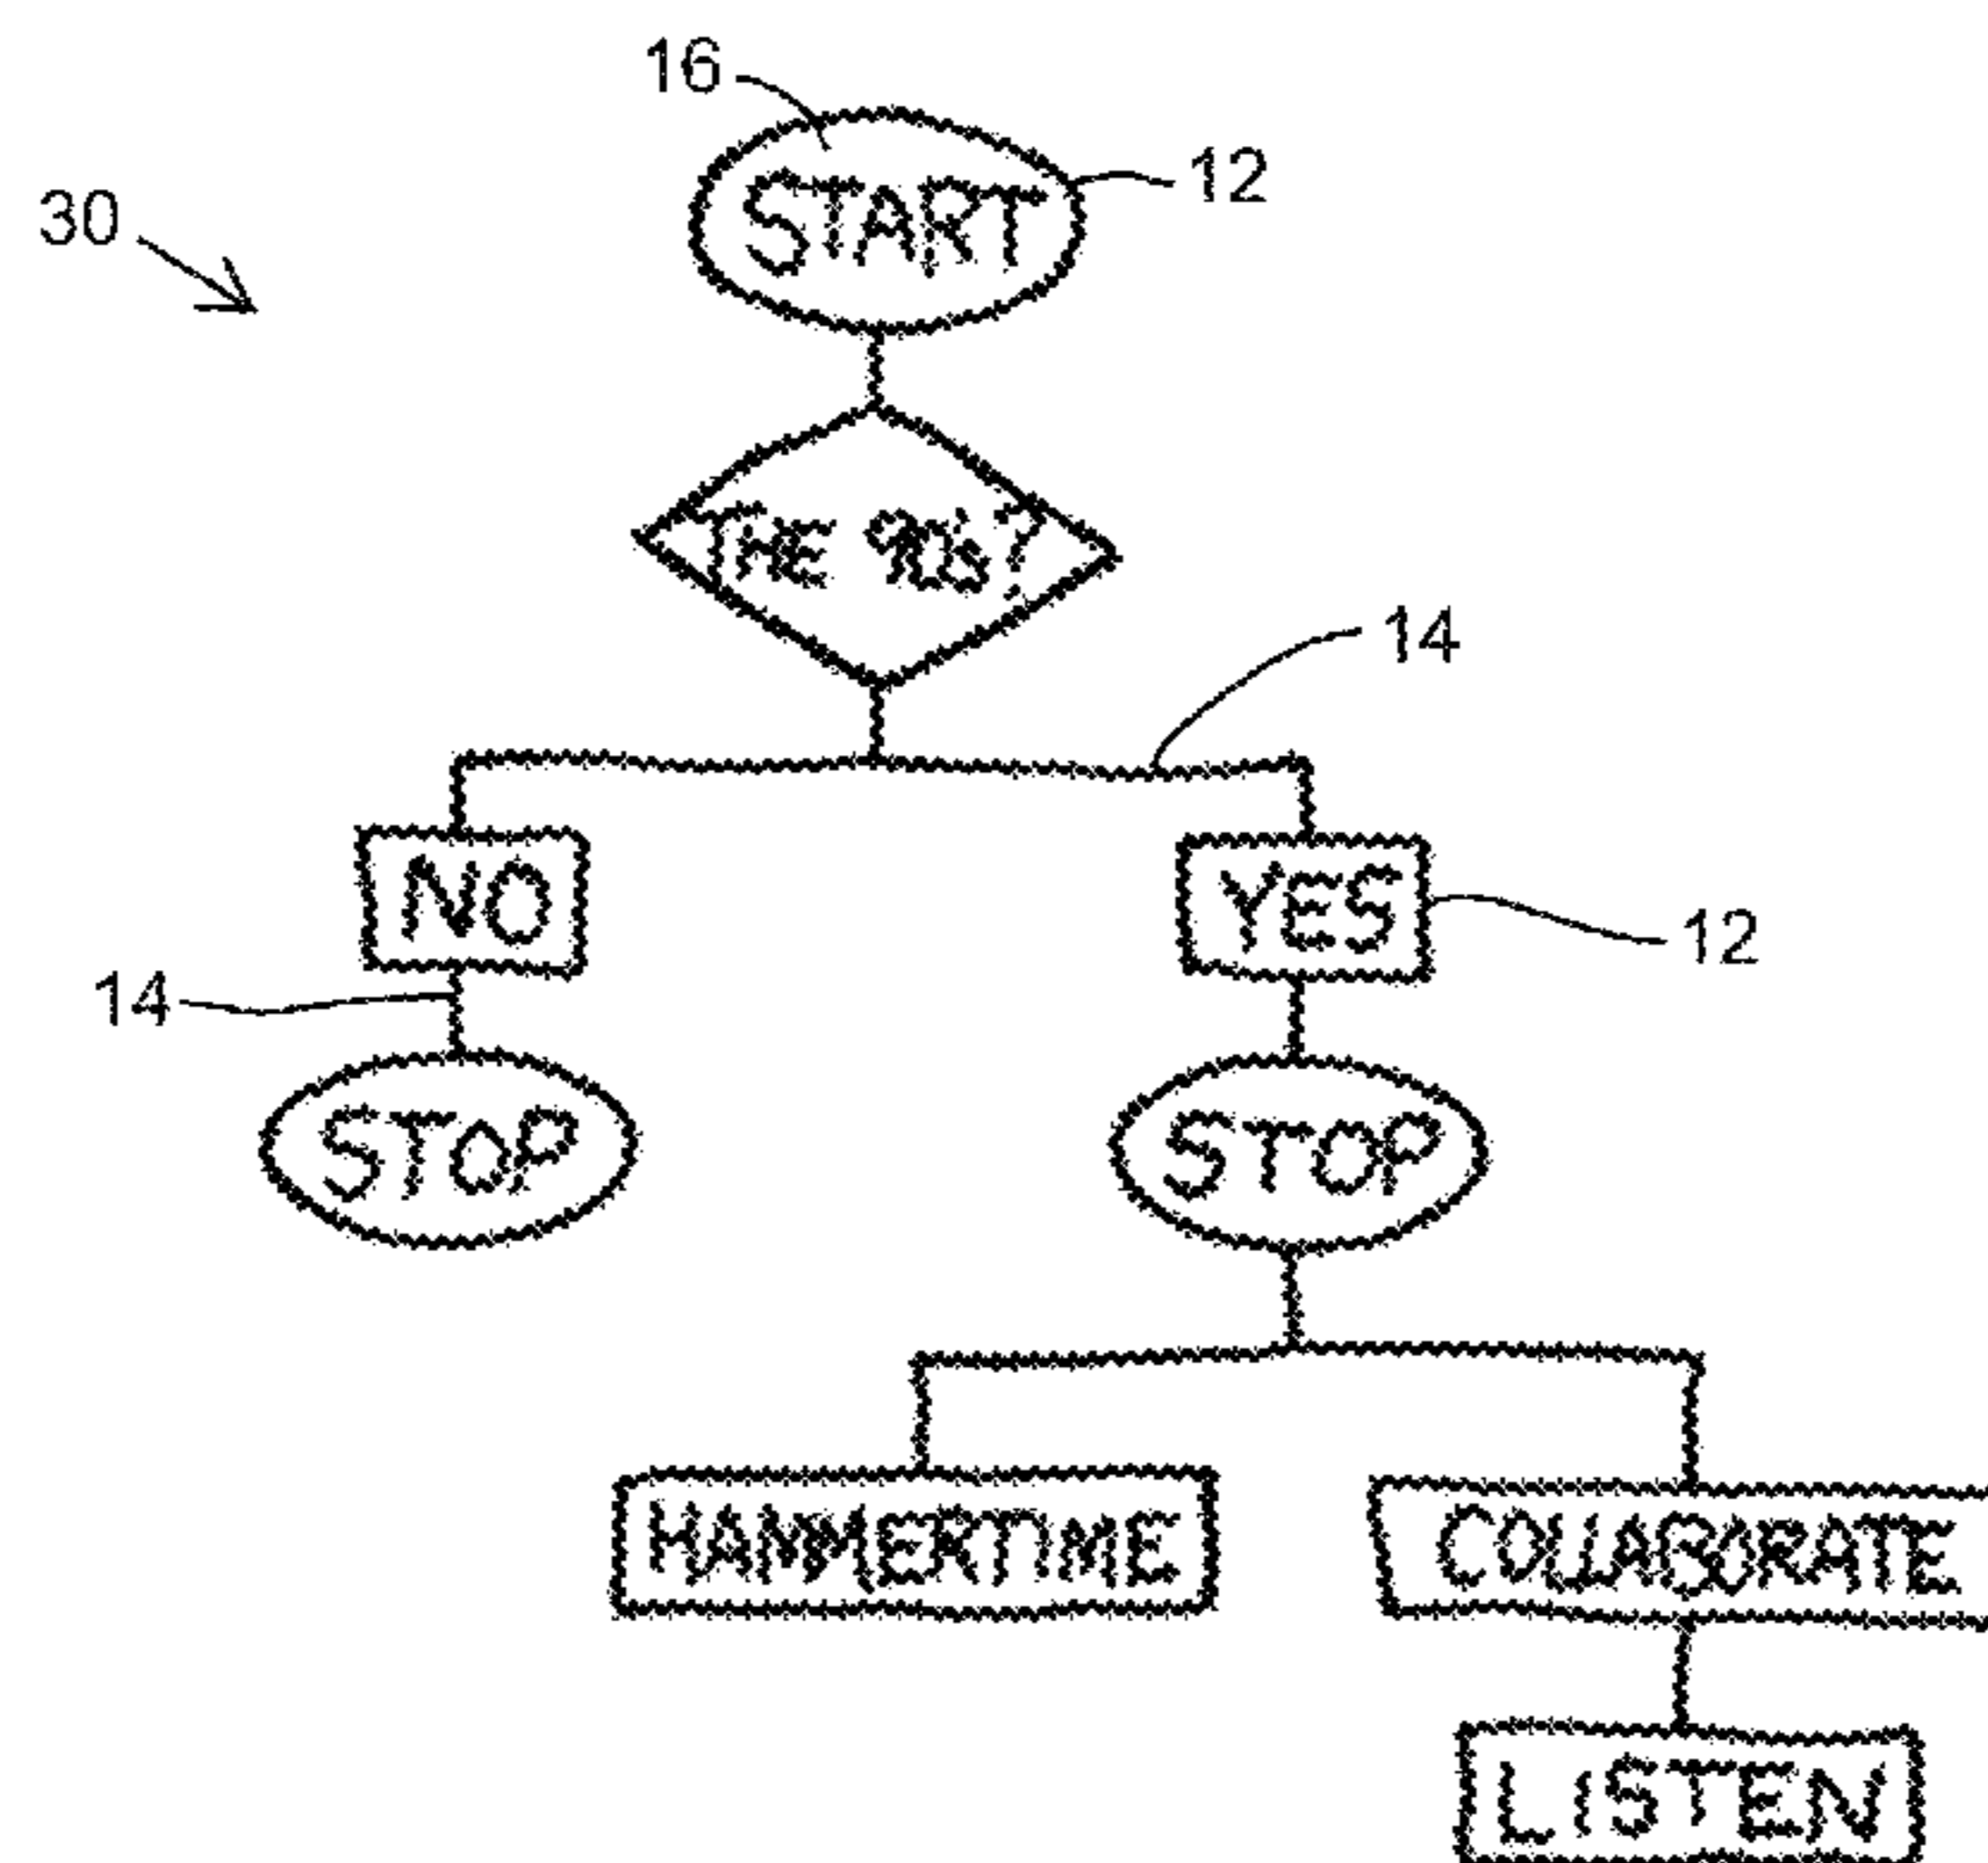 16
12
30
START
THE 90's?
14
NO
YES
12
14
STOP
STOP
HAMMERTIME
COLLABORATE
LISTEN